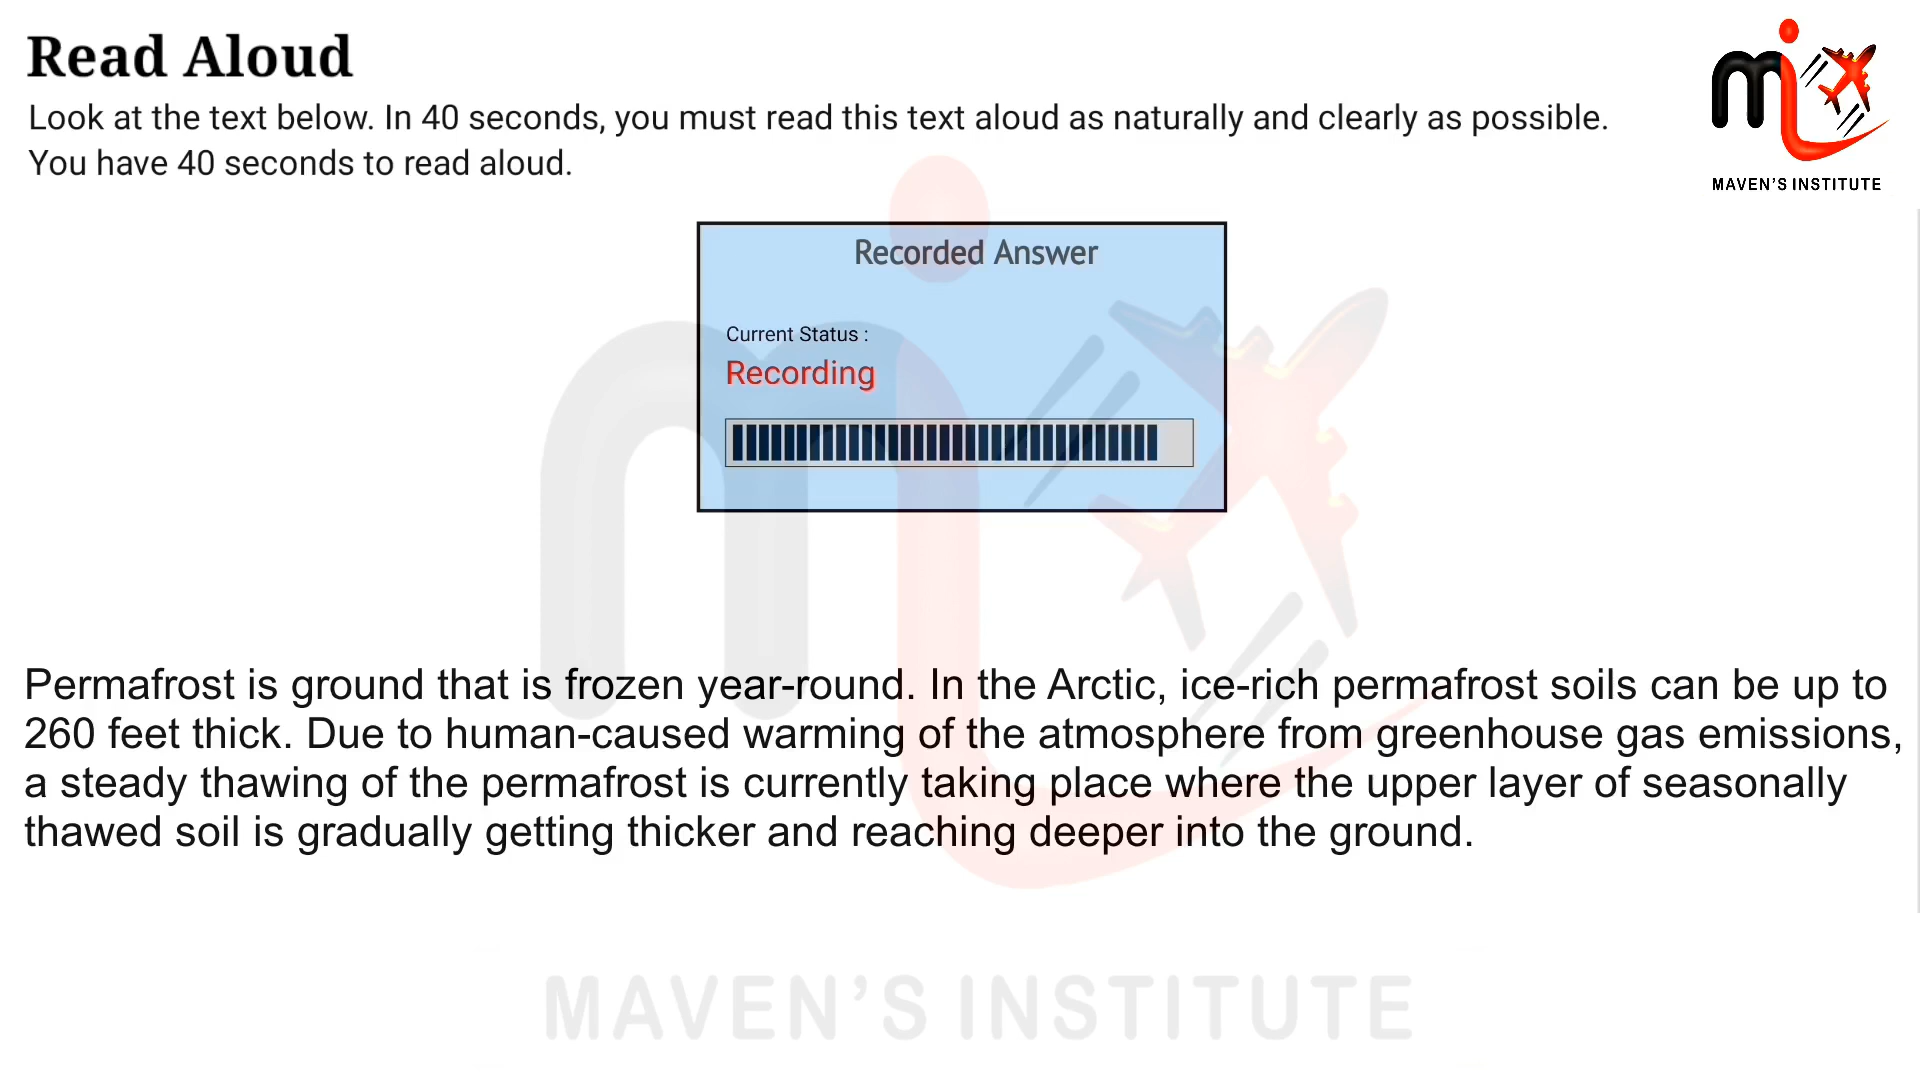 Read Aloud
Look at the text below. In 40 seconds, you must read this text aloud as naturally and clearly as possible.
You have 40 seconds to read aloud.
mi
MAVEN'S INSTITUTE
Recorded Answer
Current Status :
Recording
Permafrost is ground that is frozen year-round. In the Arctic, ice-rich permafrost soils can be up to
260 feet thick. Due to human-caused warming of the atmosphere from greenhouse gas emissions,
a steady thawing of the permafrost is currently taking place where the upper layer of seasonally
thawed soil is gradually getting thicker and reaching deeper into the ground.
MAVEN'S INSTITUTE